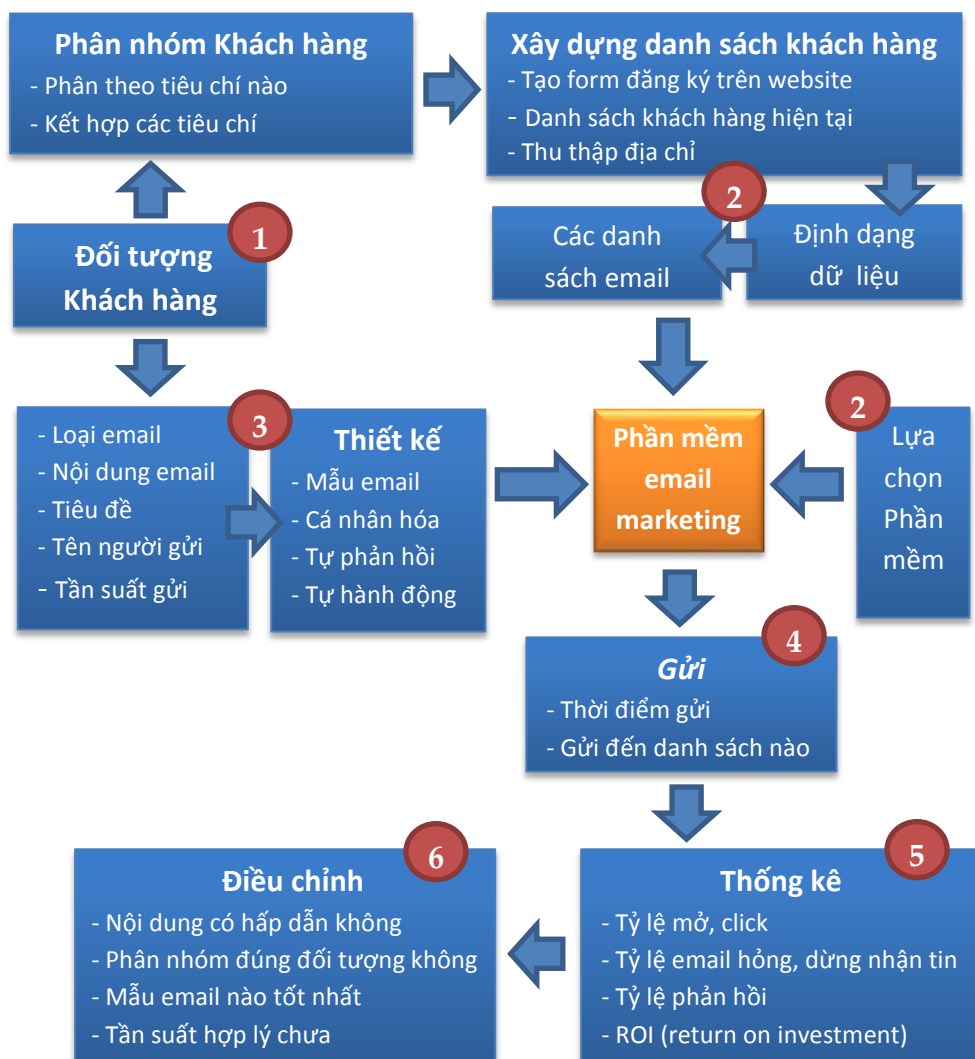 Phân nhóm Khách hàng
- Phân theo tiêu chí nào
- Kết hợp các tiêu chí
Xây dựng danh sách khách hàng
- Tạo form đăng ký trên website
- Danh sách khách hàng hiện tại
- Thu thập địa chỉ
1
Đối tượng
Khách hàng
2
Các danh
sách email
Định dạng
dữ liệu
3
- Loại email
- Nội dung email
- Tiêu đề
- Tên người gửi
- Tần suất gửi
Thiết kế
- Mẫu email
- Cá nhân hóa
- Tự phản hồi
- Tự hành động
Phần mềm
email
marketing
2
Lựa
chọn
Phần
mềm
4
Gửi
- Thời điểm gửi
- Gửi đến danh sách nào
6
Điều chỉnh
- Nội dung có hấp dẫn không
- Phân nhóm đúng đối tượng không
- Mẫu email nào tốt nhất
- Tần suất hợp lý chưa
5
Thống kê
- Tỷ lệ mở, click
- Tỷ lệ email hỏng, dừng nhận tin
- Tỷ lệ phản hồi
- ROI (return on investment)